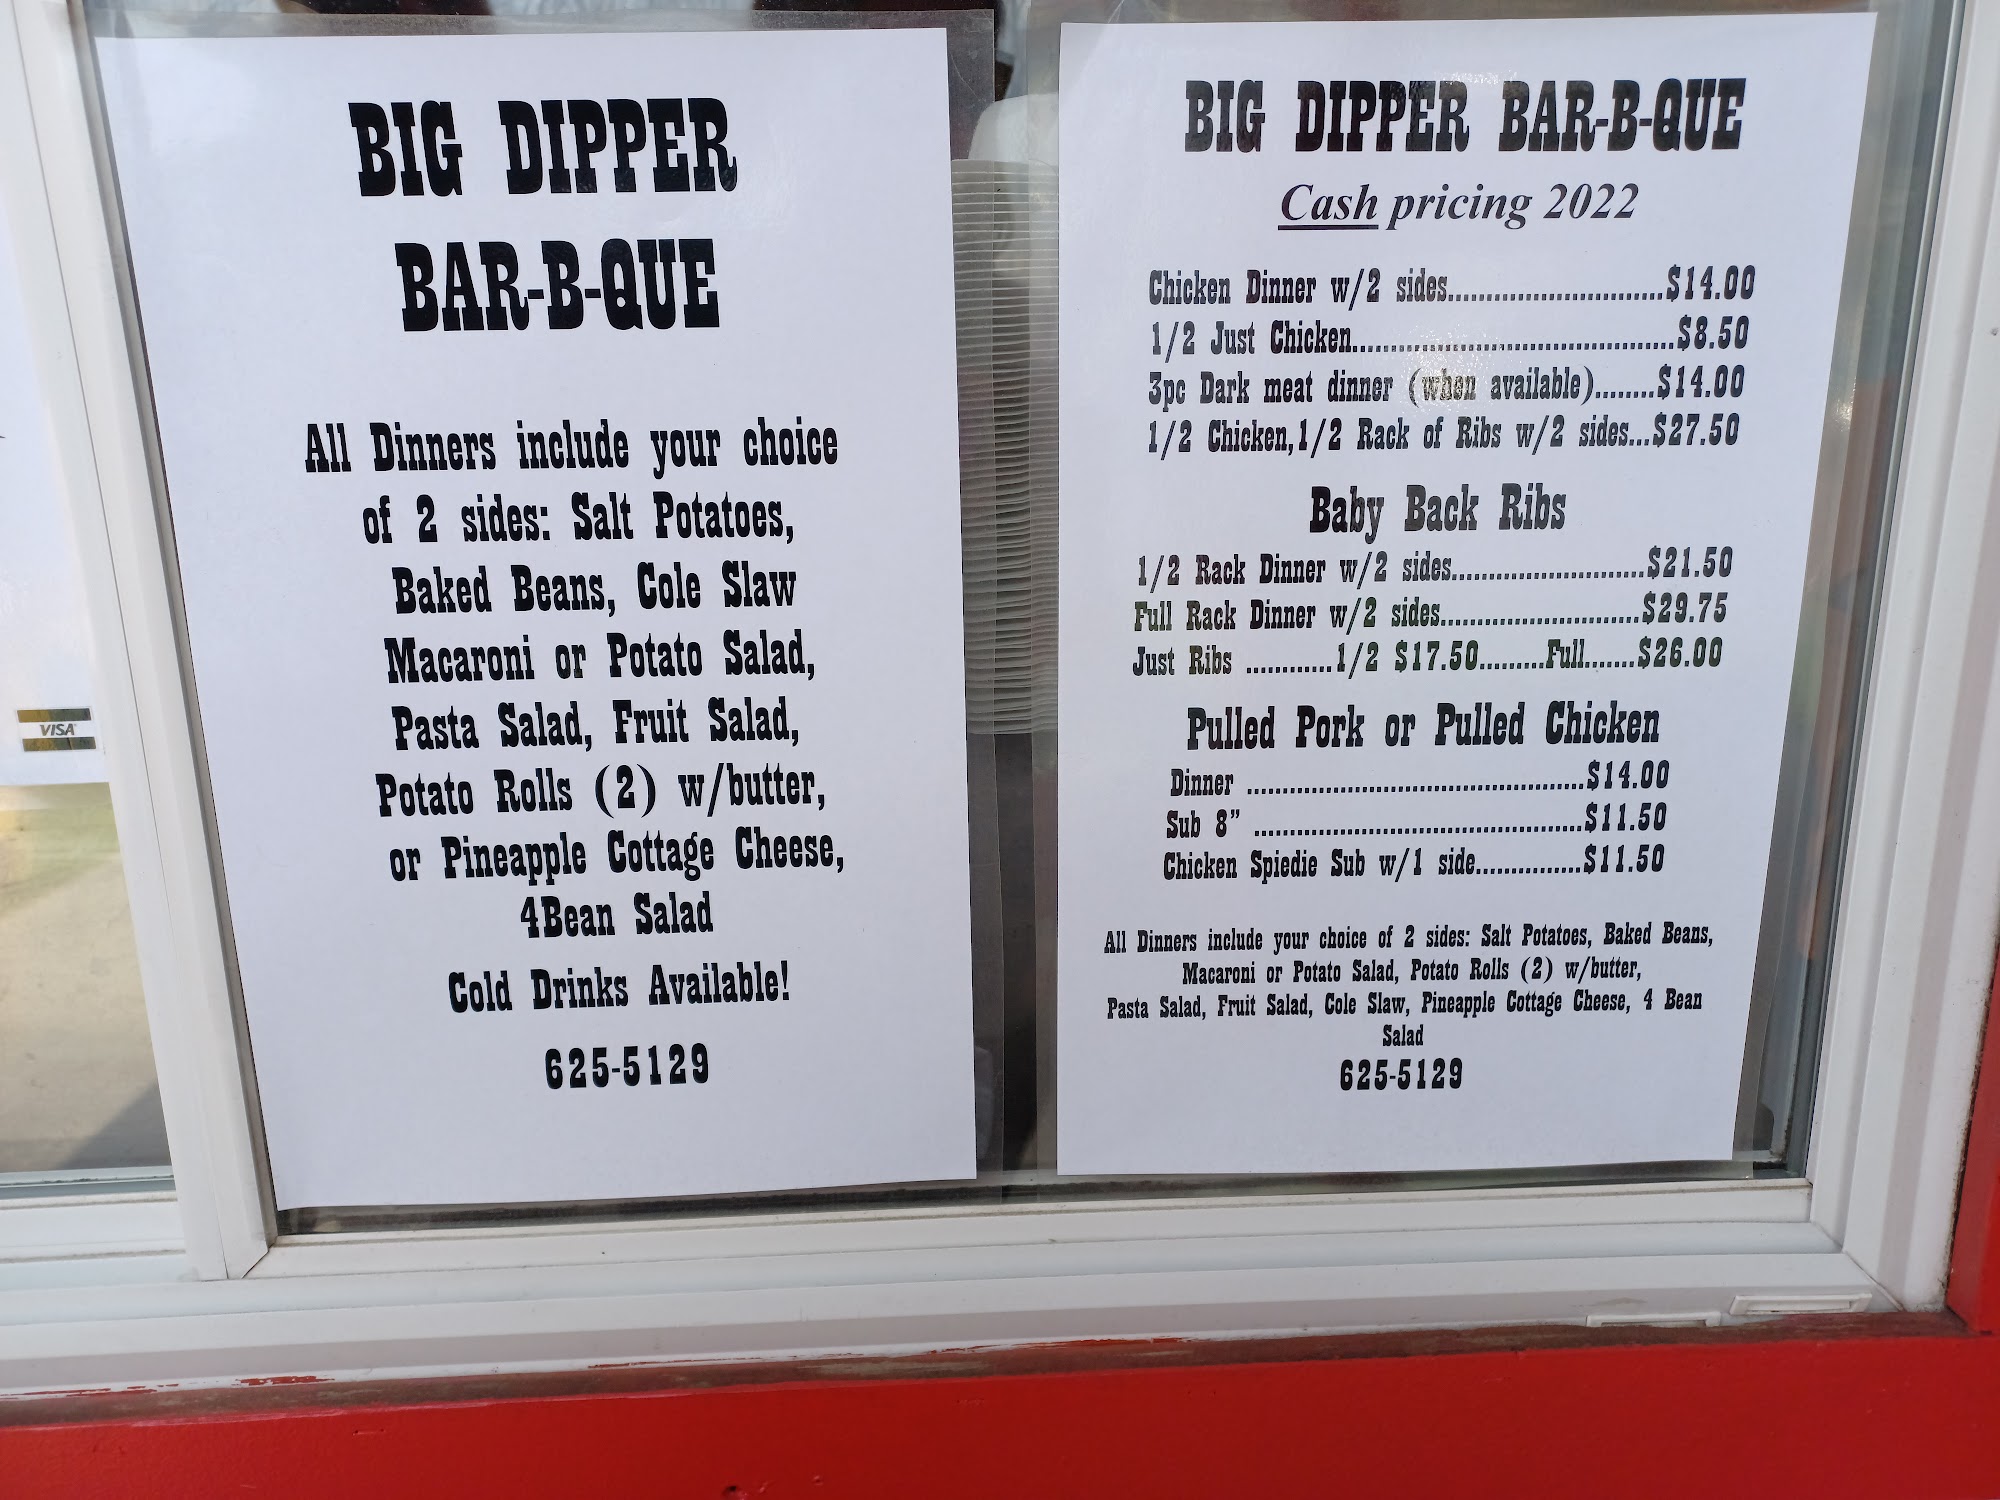 BIG DIPPER
BAR-B-QUE
All Dinners include your choice
of 2 sides: Salt Potatoes,
Baked Beans, Cole Slaw
Macaroni or Potato Salad,
Pasta Salad, Fruit Salad,
Potato Rolls (2) w/butter,
or Pineapple Cottage Cheese,
4Bean Salad
Cold Drinks Available!
625-5129
VISA
BIG DIPPER BAR-B-QUE
Cash pricing 2022
Chicken Dinner w/2 sides............................$14.00
1/2 Just Chicken..........................................$8.50
3pc Dark meat dinner (when available)........$14.00
1/2 Chicken,1/2 Rack of Ribs w/2 sides...$27.50
Baby Back Ribs
1/2 Rack Dinner w/2 sides..........................$21.50
Full Rack Dinner w/2 sides...........................$29.75
Just Ribs ............1/2 $17.50.........Full.......$26.00
Pulled Pork or Pulled Chicken
Dinner ..............................................$14.00
Sub 8” .............................................$11.50
Chicken Spiedie Sub w/1 side...............$11.50
All Dinners include your choice of 2 sides: Salt Potatoes, Baked Beans,
Macaroni or Potato Salad, Potato Rolls (2) w/butter,
Pasta Salad, Fruit Salad, Cole Slaw, Pineapple Cottage Cheese, 4 Bean
Salad
625-5129